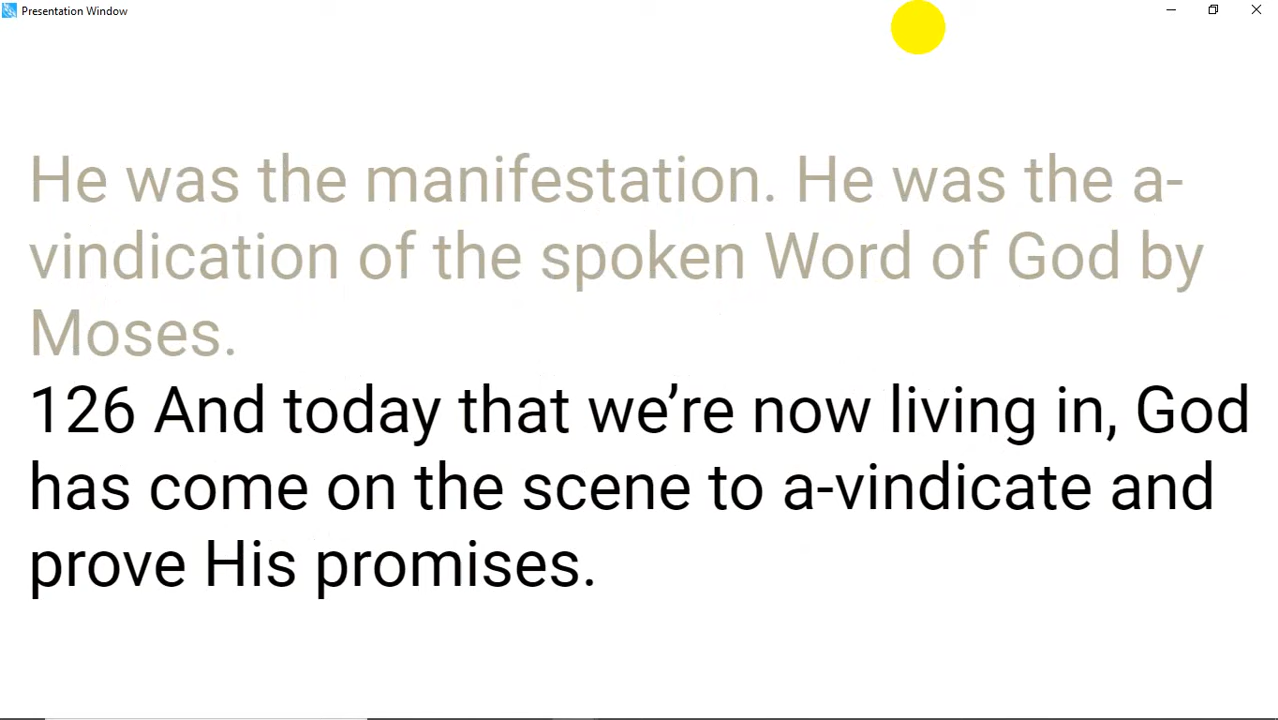 Presentation Window
He was the manifestation. He was the a-
vindication of the spoken Word of God by
Moses.
126 And today that we’re now living in, God
has come on the scene to a-vindicate and
prove His promises.